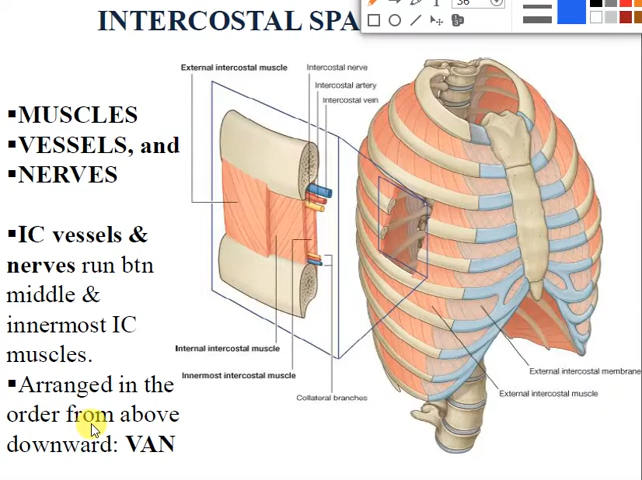 INTERCOSTAL SPA
36
▪MUSCLES
▪VESSELS, and
▪NERVES
▪IC vessels &
nerves run btn
middle &
innermost IC
muscles.
▪Arranged in the
order from above
downward: VAN
External intercostal muscle
Intercostal nerve
Intercostal artery
Intercostal vein
Internal intercostal muscle
Innermost intercostal muscle
Collateral branches
External intercostal membrane
External intercostal muscle